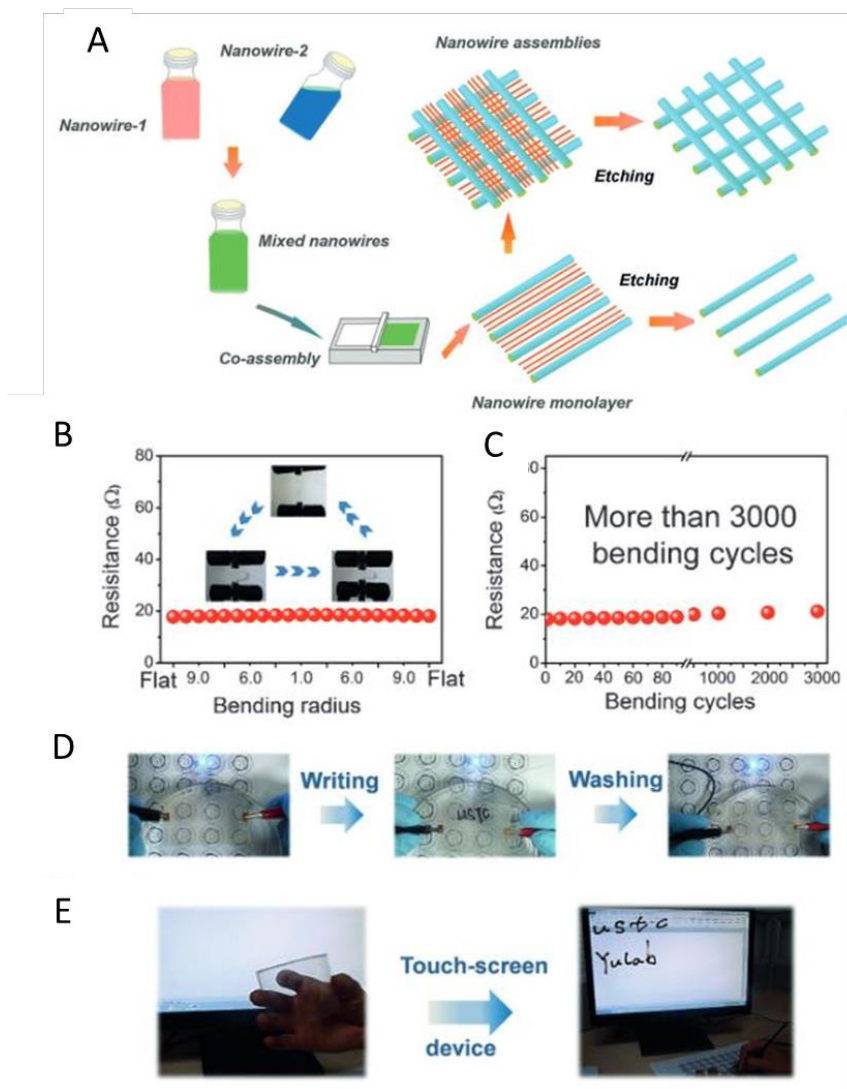 A
Nanowire-2
Nanowire assemblies
Nanowire-1
Etching
Mixed nanowires
Etching
Co-assembly
Nanowire monolayer
B
80
60
40
20
0
Resisitance (Ω)
Flat 9.0 6.0 1.0 6.0 9.0 Flat
Bending radius
C
80
60
40
20
0
Resistance (Ω)
More than 3000
bending cycles
0 20 40 60 80 1000 2000 3000
Bending cycles
D
Writing
USTC
Washing
E
Touch-screen
device
ustc
Yulab